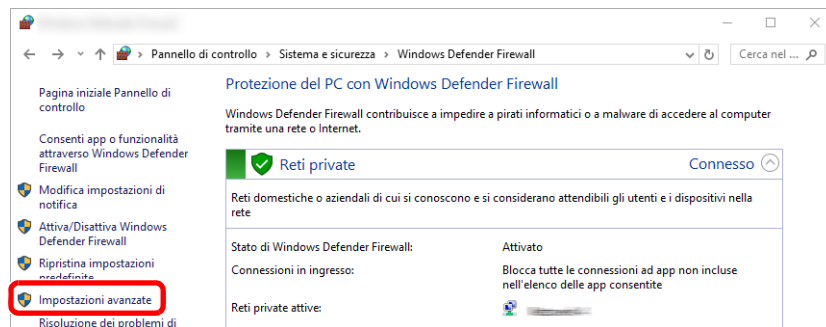 Pannello di controllo › Sistema e sicurezza › Windows Defender Firewall
Cerca nel ...
Pagina iniziale Pannello di
controllo
Consenti app o funzionalità
attraverso Windows Defender
Firewall
Modifica impostazioni di
notifica
Attiva/Disattiva Windows
Defender Firewall
Ripristina impostazioni
predefinite
Impostazioni avanzate
Risoluzione dei problemi di
Protezione del PC con Windows Defender Firewall
Windows Defender Firewall contribuisce a impedire a pirati informatici o a malware di accedere al computer
tramite una rete o Internet.
Reti private
Connesso
Reti domestiche o aziendali di cui si conoscono e si considerano attendibili gli utenti e i dispositivi nella
rete
Stato di Windows Defender Firewall:
Attivato
Connessioni in ingresso:
Blocca tutte le connessioni ad app non incluse
nell'elenco delle app consentite
Reti private attive: